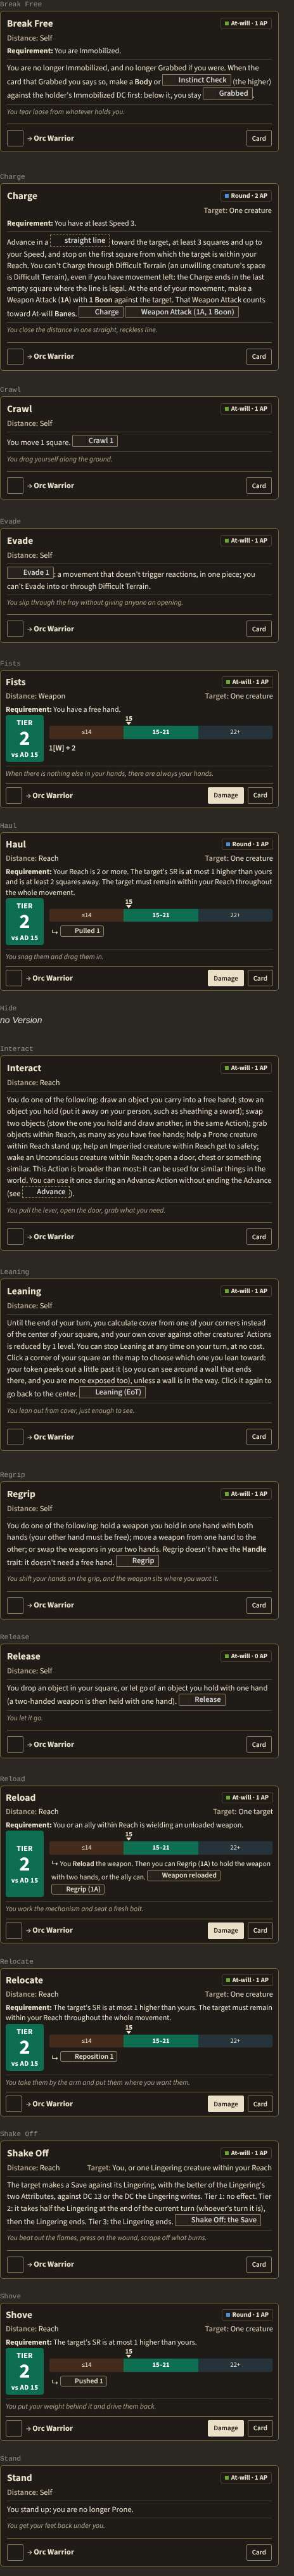 Break Free
Break Free
At-will · 1 AP
Distance: Self
Requirement: You are Immobilized.
You are no longer Immobilized, and no longer Grabbed if you were. When the
card that Grabbed you says so, make a Body or Instinct Check (the higher)
against the holder's Immobilized DC first: below it, you stay Grabbed.
You tear loose from whatever holds you.
→ Orc Warrior
Card
Charge
Charge
Round · 2 AP
Target: One creature
Requirement: You have at least Speed 3.
Advance in a straight line toward the target, at least 3 squares and up to
your Speed, and stop on the first square from which the target is within your
Reach. You can't Charge through Difficult Terrain (an unwilling creature's space
is Difficult Terrain), even if you have movement left: the Charge ends in the last
empty square where the line is legal. At the end of your movement, make a
Weapon Attack (1A) with 1 Boon against the target. That Weapon Attack counts
toward At-will Banes. Charge Weapon Attack (1A, 1 Boon)
You close the distance in one straight, reckless line.
→ Orc Warrior
Card
Crawl
Crawl
At-will · 1 AP
Distance: Self
You move 1 square. Crawl 1
You drag yourself along the ground.
→ Orc Warrior
Card
Evade
Evade
At-will · 1 AP
Distance: Self
Evade 1: a movement that doesn't trigger reactions, in one piece; you
can't Evade into or through Difficult Terrain.
You slip through the fray without giving anyone an opening.
→ Orc Warrior
Card
Fists
Fists
At-will · 1 AP
Distance: Weapon
Target: One creature
Requirement: You have a free hand.
15
TIER
2
vs AD 15
≤14
15–21
22+
1[W] + 2
When there is nothing else in your hands, there are always your hands.
→ Orc Warrior
Damage
Card
Haul
Haul
Round · 1 AP
Distance: Reach
Target: One creature
Requirement: Your Reach is 2 or more. The target's SR is at most 1 higher than yours
and is at least 2 squares away. The target must remain within your Reach throughout
the whole movement.
15
TIER
2
vs AD 15
≤14
15–21
22+
↳ Pulled 1
You snag them and drag them in.
→ Orc Warrior
Damage
Card
Hide
no Version
Interact
Interact
At-will · 1 AP
Distance: Reach
You do one of the following: draw an object you carry into a free hand; stow an
object you hold (put it away on your person, such as sheathing a sword); swap
two objects (stow the one you hold and draw another, in the same Action); grab
objects within Reach, as many as you have free hands; help a Prone creature
within Reach stand up; help an Imperiled creature within Reach get to safety;
wake an Unconscious creature within Reach; open a door, chest or something
similar. This Action is broader than most: it can be used for similar things in the
world. You can use it once during an Advance Action without ending the Advance
(see Advance).
You pull the lever, open the door, grab what you need.
→ Orc Warrior
Card
Leaning
Leaning
At-will · 1 AP
Distance: Self
Until the end of your turn, you calculate cover from one of your corners instead
of the center of your square, and your own cover against other creatures' Actions
is reduced by 1 level. You can stop Leaning at any time on your turn, at no cost.
Click a corner of your square on the map to choose which one you lean toward:
your token peeks out a little past it (so you can see around a wall that ends
there, and you are more exposed too), unless a wall is in the way. Click it again to
go back to the center. Leaning (EoT)
You lean out from cover, just enough to see.
→ Orc Warrior
Card
Regrip
Regrip
At-will · 1 AP
Distance: Self
You do one of the following: hold a weapon you hold in one hand with both
hands (your other hand must be free); move a weapon from one hand to the
other; or swap the weapons in your two hands. Regrip doesn't have the Handle
trait: it doesn't need a free hand. Regrip
You shift your hands on the grip, and the weapon sits where you want it.
→ Orc Warrior
Card
Release
Release
At-will · 0 AP
Distance: Self
You drop an object in your square, or let go of an object you hold with one hand
(a two-handed weapon is then held with one hand). Release
You let it go.
→ Orc Warrior
Card
Reload
Reload
At-will · 1 AP
Distance: Reach
Target: One target
Requirement: You or an ally within Reach is wielding an unloaded weapon.
15
TIER
2
vs AD 15
≤14
15–21
22+
↳ You Reload the weapon. Then you can Regrip (1A) to hold the weapon
with two hands, or the ally can. Weapon reloaded
Regrip (1A)
You work the mechanism and seat a fresh bolt.
→ Orc Warrior
Damage
Card
Relocate
Relocate
At-will · 1 AP
Distance: Reach
Target: One creature
Requirement: The target's SR is at most 1 higher than yours. The target must remain
within your Reach throughout the whole movement.
15
TIER
2
vs AD 15
≤14
15–21
22+
↳ Reposition 1
You take them by the arm and put them where you want them.
→ Orc Warrior
Damage
Card
Shake Off
Shake Off
At-will · 1 AP
Distance: Reach
Target: You, or one Lingering creature within your Reach
The target makes a Save against its Lingering, with the better of the Lingering's
two Attributes, against DC 13 or the DC the Lingering writes. Tier 1: no effect. Tier
2: it takes half the Lingering at the end of the current turn (whoever's turn it is),
then the Lingering ends. Tier 3: the Lingering ends. Shake Off: the Save
You beat out the flames, press on the wound, scrape off what burns.
→ Orc Warrior
Card
Shove
Shove
Round · 1 AP
Distance: Reach
Target: One creature
Requirement: The target's SR is at most 1 higher than yours.
15
TIER
2
vs AD 15
≤14
15–21
22+
↳ Pushed 1
You put your weight behind it and drive them back.
→ Orc Warrior
Damage
Card
Stand
Stand
At-will · 1 AP
Distance: Self
You stand up: you are no longer Prone.
You get your feet back under you.
→ Orc Warrior
Card